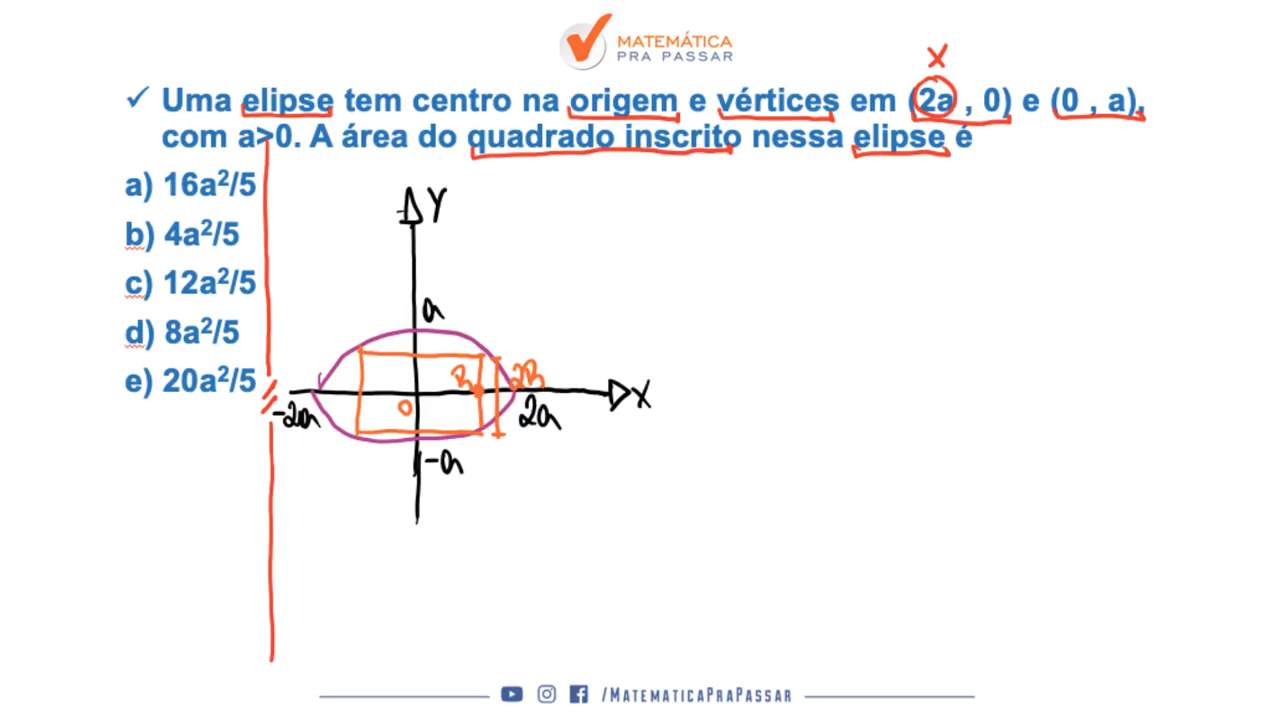 MATEMÁTICA
PRA PASSAR
X
✓ Uma elipse tem centro na origem e vértices em (2a , 0) e (0 , a),
com a>0. A área do quadrado inscrito nessa elipse é
a) 16a²/5
b) 4a²/5
c) 12a²/5
d) 8a²/5
e) 20a²/5
Y
a
2
0
X
-2a
2a
-a
/MATEMATICAPRAPASSAR